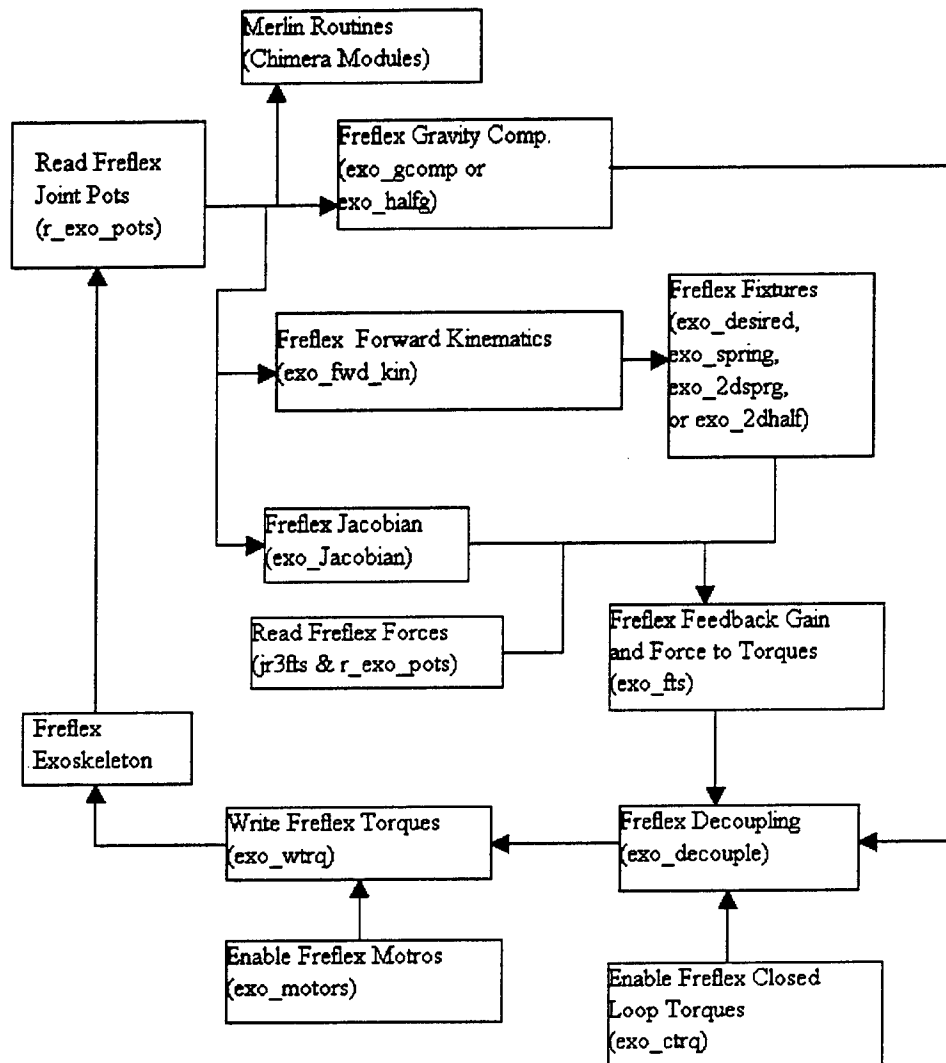 Merlin Routines
(Chimera Modules)
Read Freflex
Joint Pots
(r_exo_pots)
Freflex Gravity Comp.
(exo_gcomp or
exo_halfg)
Freflex Forward Kinematics
(exo_fwd_kin)
Freflex Fixtures
(exo_desired,
exo_spring,
exo_2dsprg,
or exo_2dhalf)
Freflex Jacobian
(exo_Jacobian)
Read Freflex Forces
(jr3fts & r_exo_pots)
Freflex Feedback Gain
and Force to Torques
(exo_fts)
Freflex
Exoskeleton
Write Freflex Torques
(exo_wtrq)
Freflex Decoupling
(exo_decouple)
Enable Freflex Motros
(exo_motors)
Enable Freflex Closed
Loop Torques
(exo_ctrq)